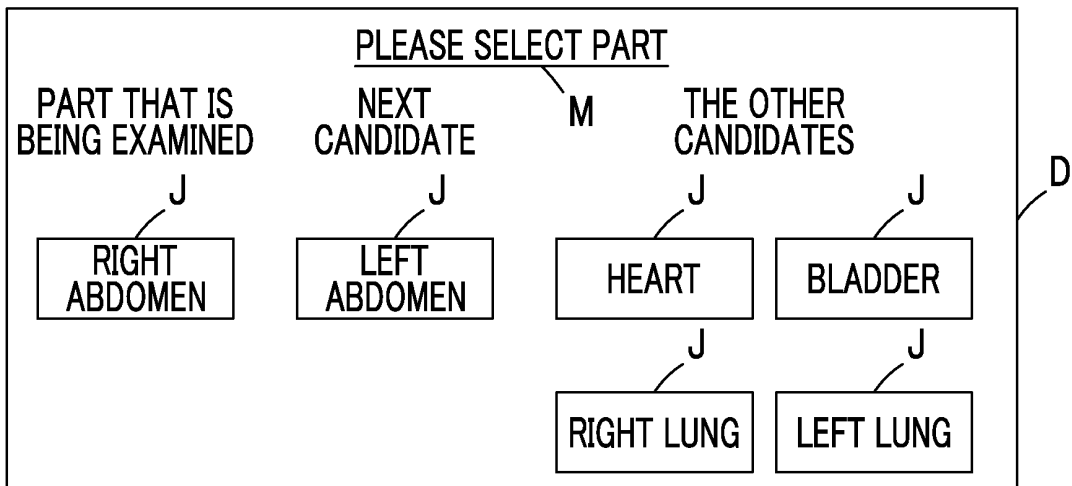 PLEASE SELECT PART
M
PART THAT IS
BEING EXAMINED
NEXT
CANDIDATE
THE OTHER
CANDIDATES
D
J
J
J
J
RIGHT
ABDOMEN
LEFT
ABDOMEN
HEART
BLADDER
J
J
RIGHT LUNG
LEFT LUNG